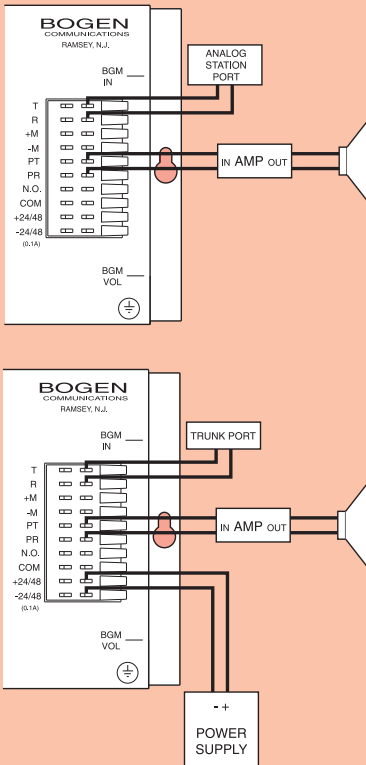 BOGEN
COMMUNICATIONS
RAMSEY, N.J.
BGM
IN
ANALOG
STATION
PORT
T
R
+M
-M
PT
PR
N.O.
COM
+24/48
-24/48
(0.1A)
IN AMP OUT
BGM
VOL
BOGEN
COMMUNICATIONS
RAMSEY, N.J.
BGM
IN
TRUNK PORT
T
R
+M
-M
PT
PR
N.O.
COM
+24/48
-24/48
(0.1A)
IN AMP OUT
BGM
VOL
- +
POWER
SUPPLY